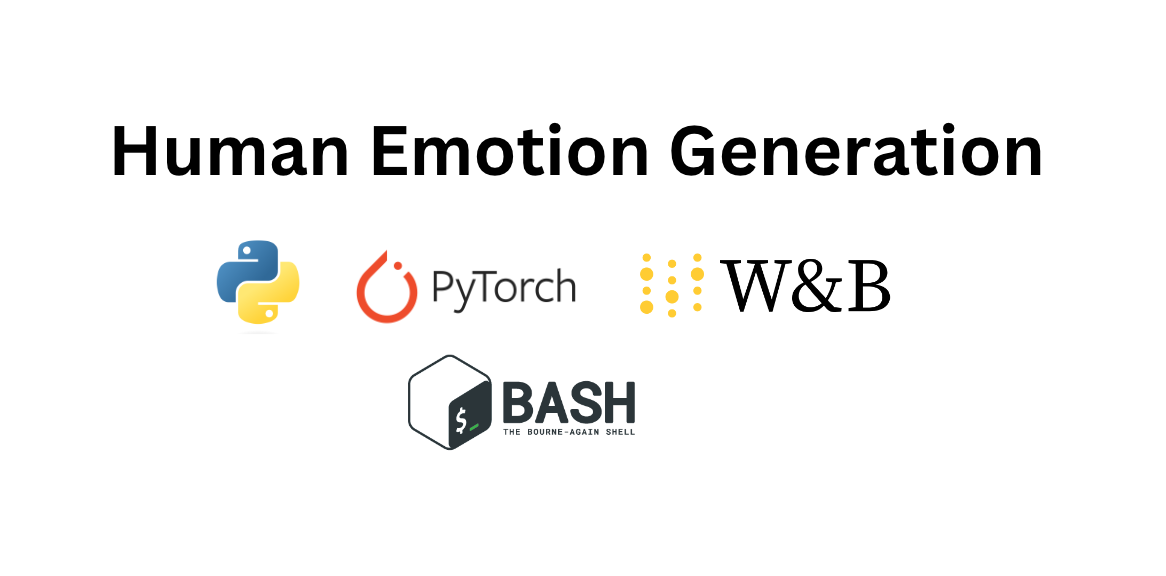 Human Emotion Generation
PyTorch
W&B
$_
BASH
THE BOURNE-AGAIN SHELL